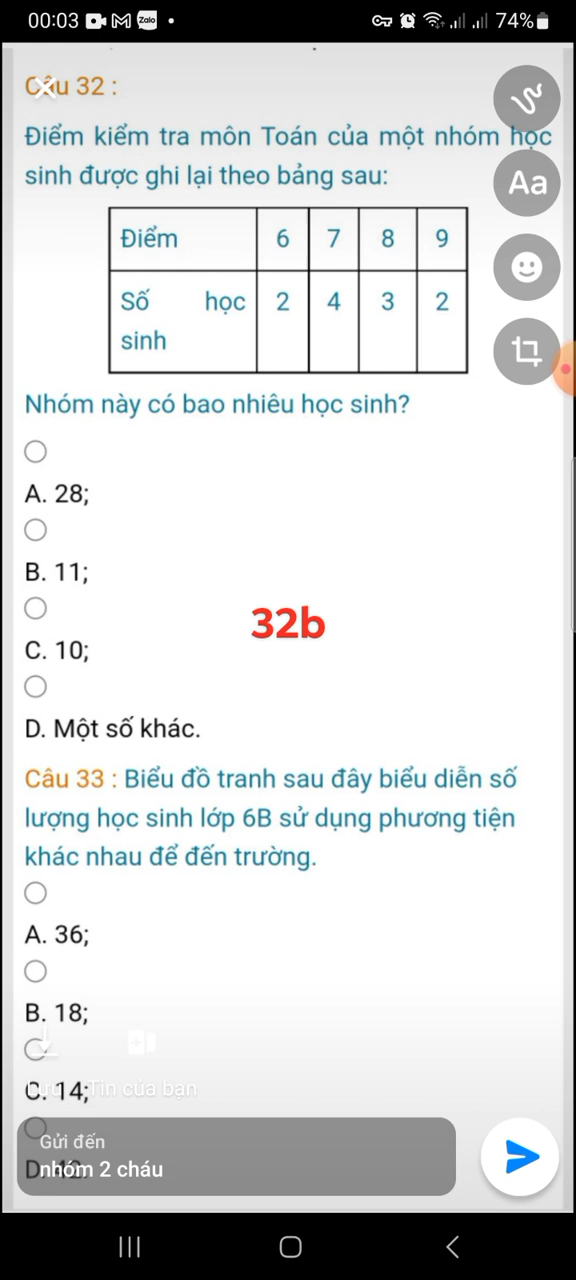 00:03 Zalo 74%
Câu 32 :
Điểm kiểm tra môn Toán của một nhóm học
sinh được ghi lại theo bảng sau:
Aa
Điểm 6 7 8 9
Số học 2 4 3 2
sinh
Nhóm này có bao nhiêu học sinh?
A. 28;
B. 11;
32b
C. 10;
D. Một số khác.
Câu 33 : Biểu đồ tranh sau đây biểu diễn số
lượng học sinh lớp 6B sử dụng phương tiện
khác nhau để đến trường.
A. 36;
B. 18;
C. 14;
Tin của bạn
Gửi đến
D.
nhóm 2 cháu